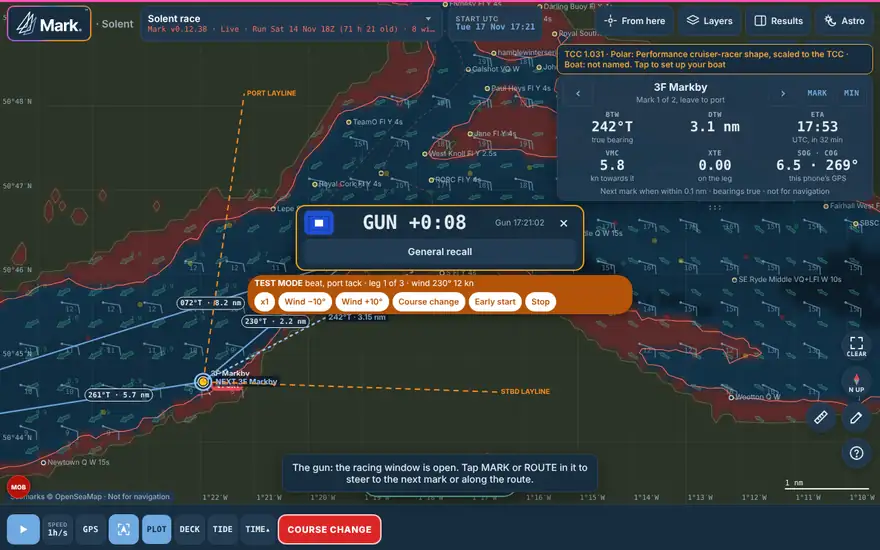 Mark.
· Solent
Solent race
Mark v0.12.38 · Live · Run Sat 14 Nov 18Z (71 h 21 old) · 8 wi…
START UTC
Tue 17 Nov 17:21
From here
Layers
Results
Astro
TCC 1.031 · Polar: Performance cruiser-racer shape, scaled to the TCC ·
Boat: not named. Tap to set up your boat
3F Markby
Mark 1 of 2, leave to port
MARK
MIN
BTW
DTW
ETA
242°T
3.1 nm
17:53
true bearing
UTC, in 32 min
VMC
XTE
SOG · COG
5.8
0.00
6.5 · 269°
kn towards it
on the leg
this phone's GPS
Next mark when within 0.1 nm · bearings true · not for navigation
Darling Buoy Fl Y
Royal South
hamblewinterser
Calshot VQ W
Paul Heys Fl Y 4s
TeamO Fl Y 4s
Jane Fl Y 4s
West Knoll Fl Y 2.5s
Royal Cork Fl Y 4s
RORC Fl Y 4s
Fairhall West F
SBSC
SE Ryde Middle VQ+LFl W 10s
Wootton Q W
Newtown Q W 15s
50°48' N
50°47' N
50°46' N
50°45' N
50°44' N
PORT LAYLINE
STBD LAYLINE
GUN +0:08
Gun 17:21:02
General recall
TEST MODE beat, port tack · leg 1 of 3 · wind 230° 12 kn
x1
Wind −10°
Wind +10°
Course change
Early start
Stop
072°T · 8.2 nm
230°T · 2.2 nm
242°T · 3.15 nm
261°T · 5.7 nm
3F Markby
NEXT 3F Markby
CLEAR
N UP
The gun: the racing window is open. Tap MARK or ROUTE in it to
steer to the next mark or along the route.
MOB
© OpenSeaMap · Not for navigation
1°22'W
1°21'W
1°20'W
1°17'W
1°16'W
1°15'W
1°14'W
1°13'W
1°12'W
1°11'W
1°10'W
1 nm
SPEED
1h/s
GPS
PLOT
DECK
TIDE
TIME
COURSE CHANGE